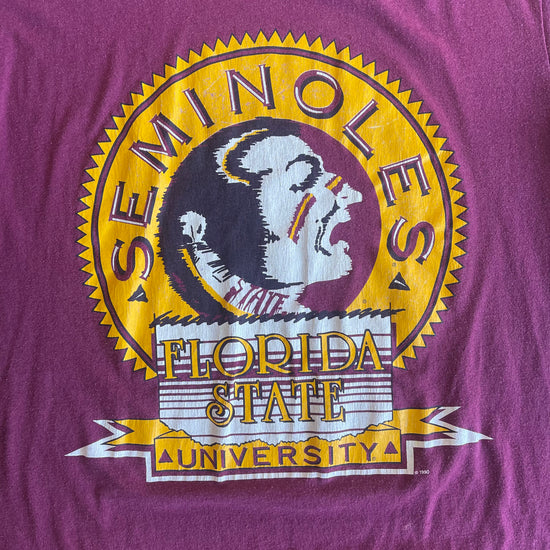 SEMINOLES
STATE
FLORIDA
STATE
UNIVERSITY
© 1990